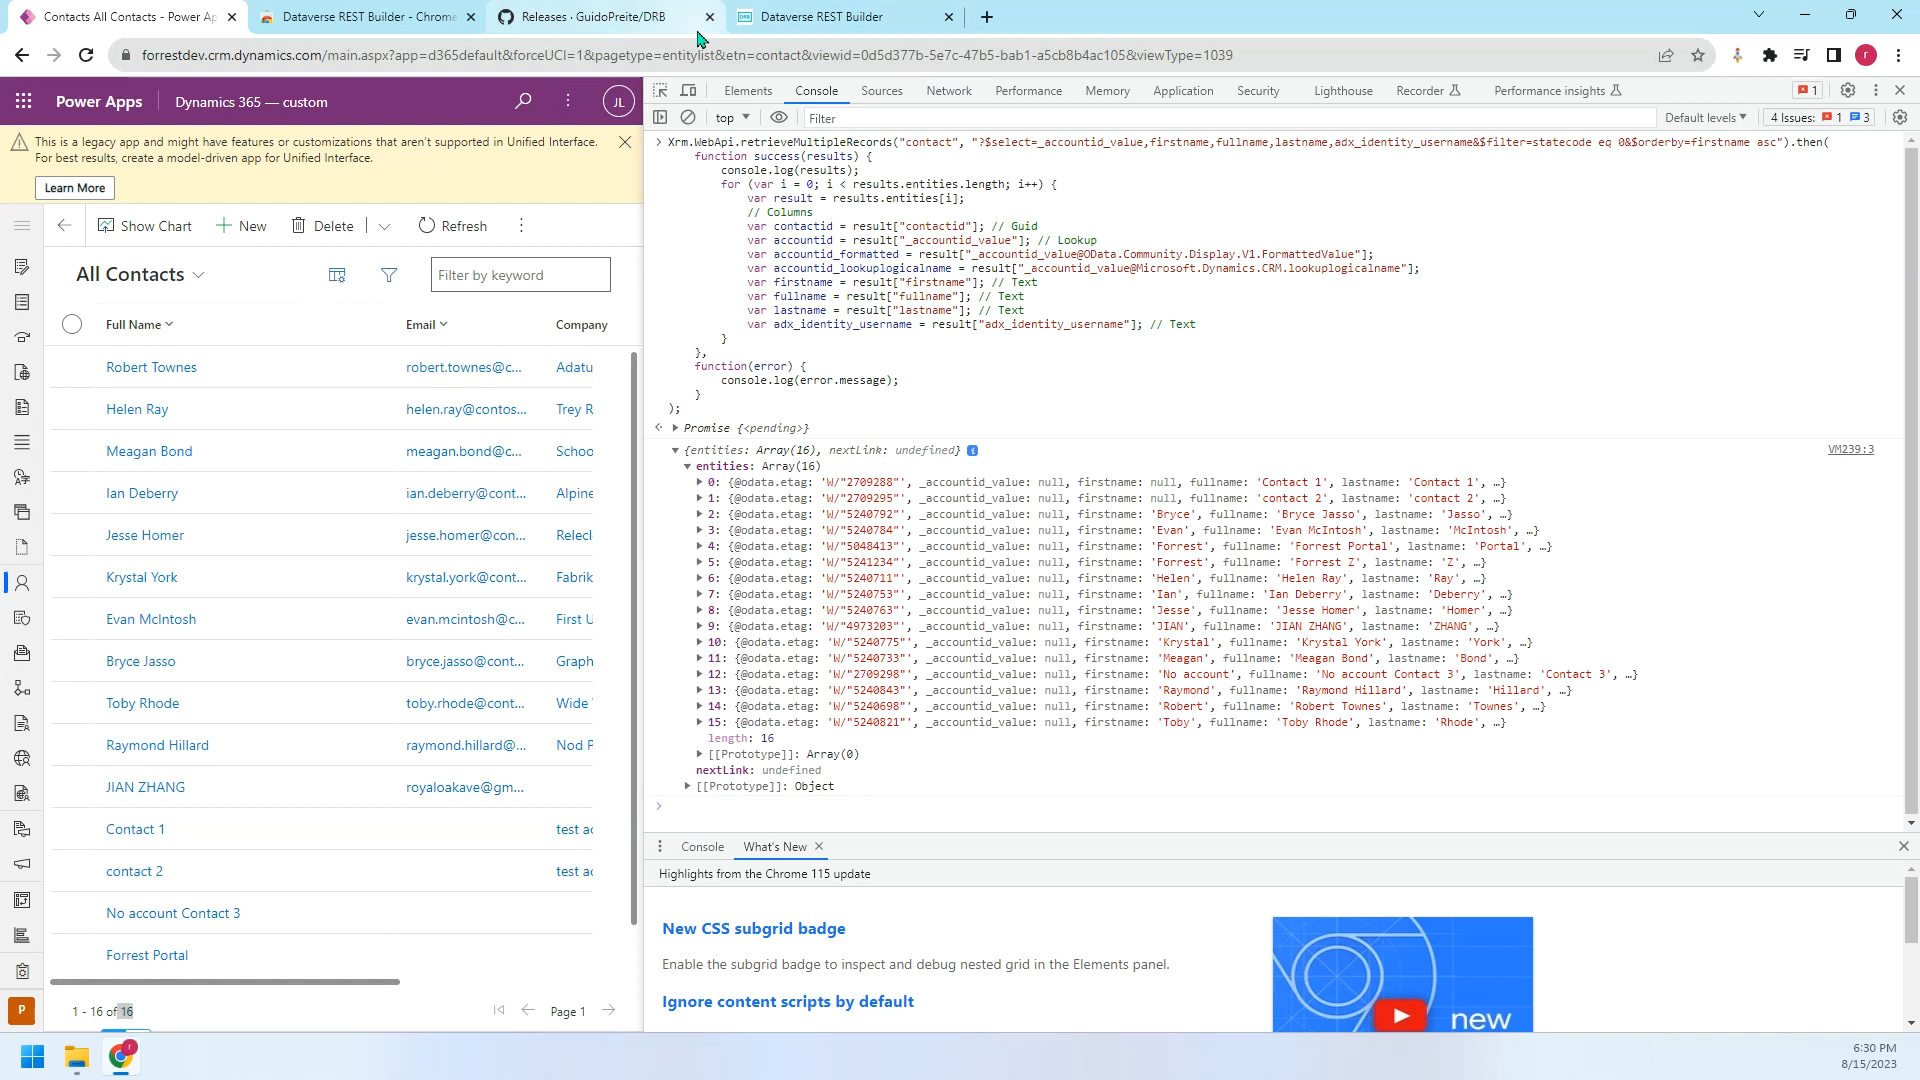 Contacts All Contacts - Power Ap
Dataverse REST Builder - Chrome
Releases · GuidoPreite/DRB
Dataverse REST Builder
forrestdev.crm.dynamics.com/main.aspx?app=d365default&forceUCI=1&pagetype=entitylist&etn=contact&viewid=0d5d377b-5e7c-47b5-bab1-a5cb8b4ac105&viewType=1039
r
Power Apps
Dynamics 365 — custom
JL
This is a legacy app and might have features or customizations that aren't supported in Unified Interface.
For best results, create a model-driven app for Unified Interface.
Learn More
Show Chart
New
Delete
Refresh
All Contacts
Filter by keyword
Full Name
Email
Company
Robert Townes robert.townes@c... Adatu
Helen Ray helen.ray@contos... Trey R
Meagan Bond meagan.bond@c... Schoo
Ian Deberry ian.deberry@cont... Alpine
Jesse Homer jesse.homer@con... Relecl
Krystal York krystal.york@cont... Fabrik
Evan McIntosh evan.mcintosh@c... First U
Bryce Jasso bryce.jasso@cont... Graph
Toby Rhode toby.rhode@cont... Wide
Raymond Hillard raymond.hillard@... Nod P
JIAN ZHANG royaloakave@gm...
Contact 1 test ac
contact 2 test ac
No account Contact 3
Forrest Portal
P
1 - 16 of 16
Page 1
Elements Console Sources Network Performance Memory Application Security Lighthouse Recorder Performance insights
1
top
Filter
Default levels
4 Issues: 1 3
Xrm.WebApi.retrieveMultipleRecords("contact", "?$select=_accountid_value,firstname,fullname,lastname,adx_identity_username&$filter=statecode eq 0&$orderby=firstname asc").then(
function success(results) {
console.log(results);
for (var i = 0; i < results.entities.length; i++) {
var result = results.entities[i];
// Columns
var contactid = result["contactid"]; // Guid
var accountid = result["_accountid_value"]; // Lookup
var accountid_formatted = result["_accountid_value@OData.Community.Display.V1.FormattedValue"];
var accountid_lookuplogicalname = result["_accountid_value@Microsoft.Dynamics.CRM.lookuplogicalname"];
var firstname = result["firstname"]; // Text
var fullname = result["fullname"]; // Text
var lastname = result["lastname"]; // Text
var adx_identity_username = result["adx_identity_username"]; // Text
}
},
function(error) {
console.log(error.message);
}
);
Promise {<pending>}
{entities: Array(16), nextLink: undefined} i
VM239:3
entities: Array(16)
0: {@odata.etag: 'W/"2709288"', _accountid_value: null, firstname: null, fullname: 'Contact 1', lastname: 'Contact 1', …}
1: {@odata.etag: 'W/"2709295"', _accountid_value: null, firstname: null, fullname: 'contact 2', lastname: 'contact 2', …}
2: {@odata.etag: 'W/"5240792"', _accountid_value: null, firstname: 'Bryce', fullname: 'Bryce Jasso', lastname: 'Jasso', …}
3: {@odata.etag: 'W/"5240784"', _accountid_value: null, firstname: 'Evan', fullname: 'Evan McIntosh', lastname: 'McIntosh', …}
4: {@odata.etag: 'W/"5048413"', _accountid_value: null, firstname: 'Forrest', fullname: 'Forrest Portal', lastname: 'Portal', …}
5: {@odata.etag: 'W/"5241234"', _accountid_value: null, firstname: 'Forrest', fullname: 'Forrest Z', lastname: 'Z', …}
6: {@odata.etag: 'W/"5240711"', _accountid_value: null, firstname: 'Helen', fullname: 'Helen Ray', lastname: 'Ray', …}
7: {@odata.etag: 'W/"5240753"', _accountid_value: null, firstname: 'Ian', fullname: 'Ian Deberry', lastname: 'Deberry', …}
8: {@odata.etag: 'W/"5240763"', _accountid_value: null, firstname: 'Jesse', fullname: 'Jesse Homer', lastname: 'Homer', …}
9: {@odata.etag: 'W/"4973203"', _accountid_value: null, firstname: 'JIAN', fullname: 'JIAN ZHANG', lastname: 'ZHANG', …}
10: {@odata.etag: 'W/"5240775"', _accountid_value: null, firstname: 'Krystal', fullname: 'Krystal York', lastname: 'York', …}
11: {@odata.etag: 'W/"5240733"', _accountid_value: null, firstname: 'Meagan', fullname: 'Meagan Bond', lastname: 'Bond', …}
12: {@odata.etag: 'W/"2709298"', _accountid_value: null, firstname: 'No account', fullname: 'No account Contact 3', lastname: 'Contact 3', …}
13: {@odata.etag: 'W/"5240843"', _accountid_value: null, firstname: 'Raymond', fullname: 'Raymond Hillard', lastname: 'Hillard', …}
14: {@odata.etag: 'W/"5240698"', _accountid_value: null, firstname: 'Robert', fullname: 'Robert Townes', lastname: 'Townes', …}
15: {@odata.etag: 'W/"5240821"', _accountid_value: null, firstname: 'Toby', fullname: 'Toby Rhode', lastname: 'Rhode', …}
length: 16
[[Prototype]]: Array(0)
nextLink: undefined
[[Prototype]]: Object
Console What's New
Highlights from the Chrome 115 update
New CSS subgrid badge
Enable the subgrid badge to inspect and debug nested grid in the Elements panel.
Ignore content scripts by default
new
r
6:30 PM
8/15/2023